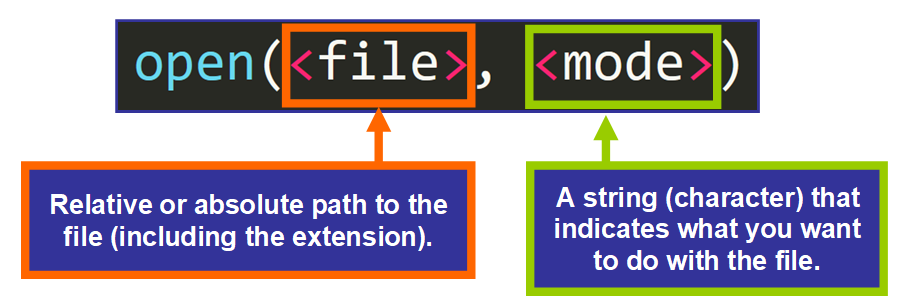 open(<file>, <mode>)
Relative or absolute path to the
file (including the extension).
A string (character) that
indicates what you want
to do with the file.